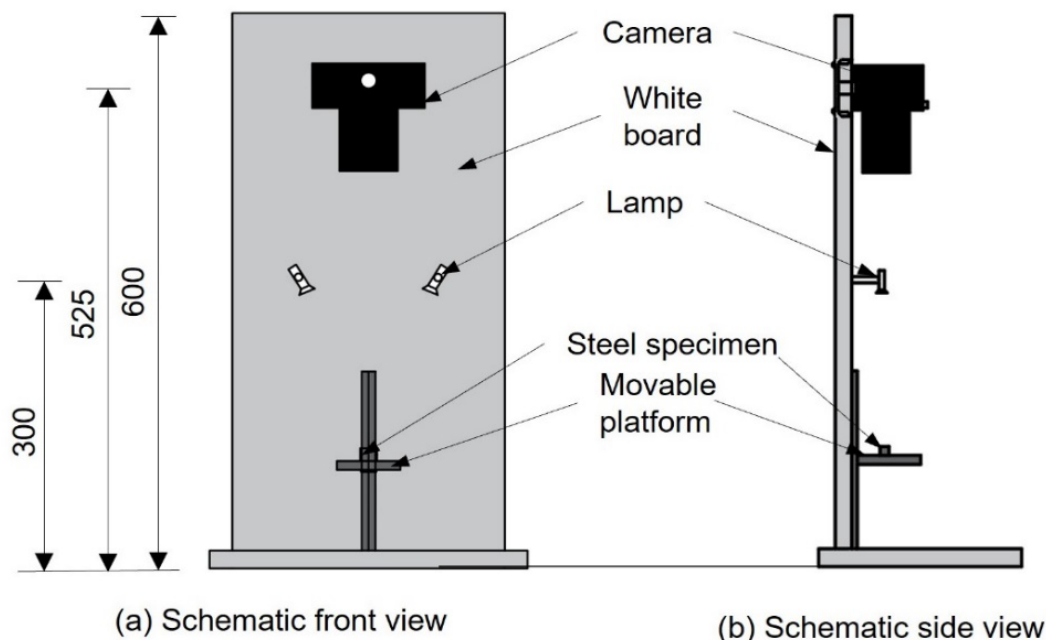 Camera
White
board
Lamp
Steel specimen
Movable
platform
600
525
300
(a) Schematic front view
(b) Schematic side view